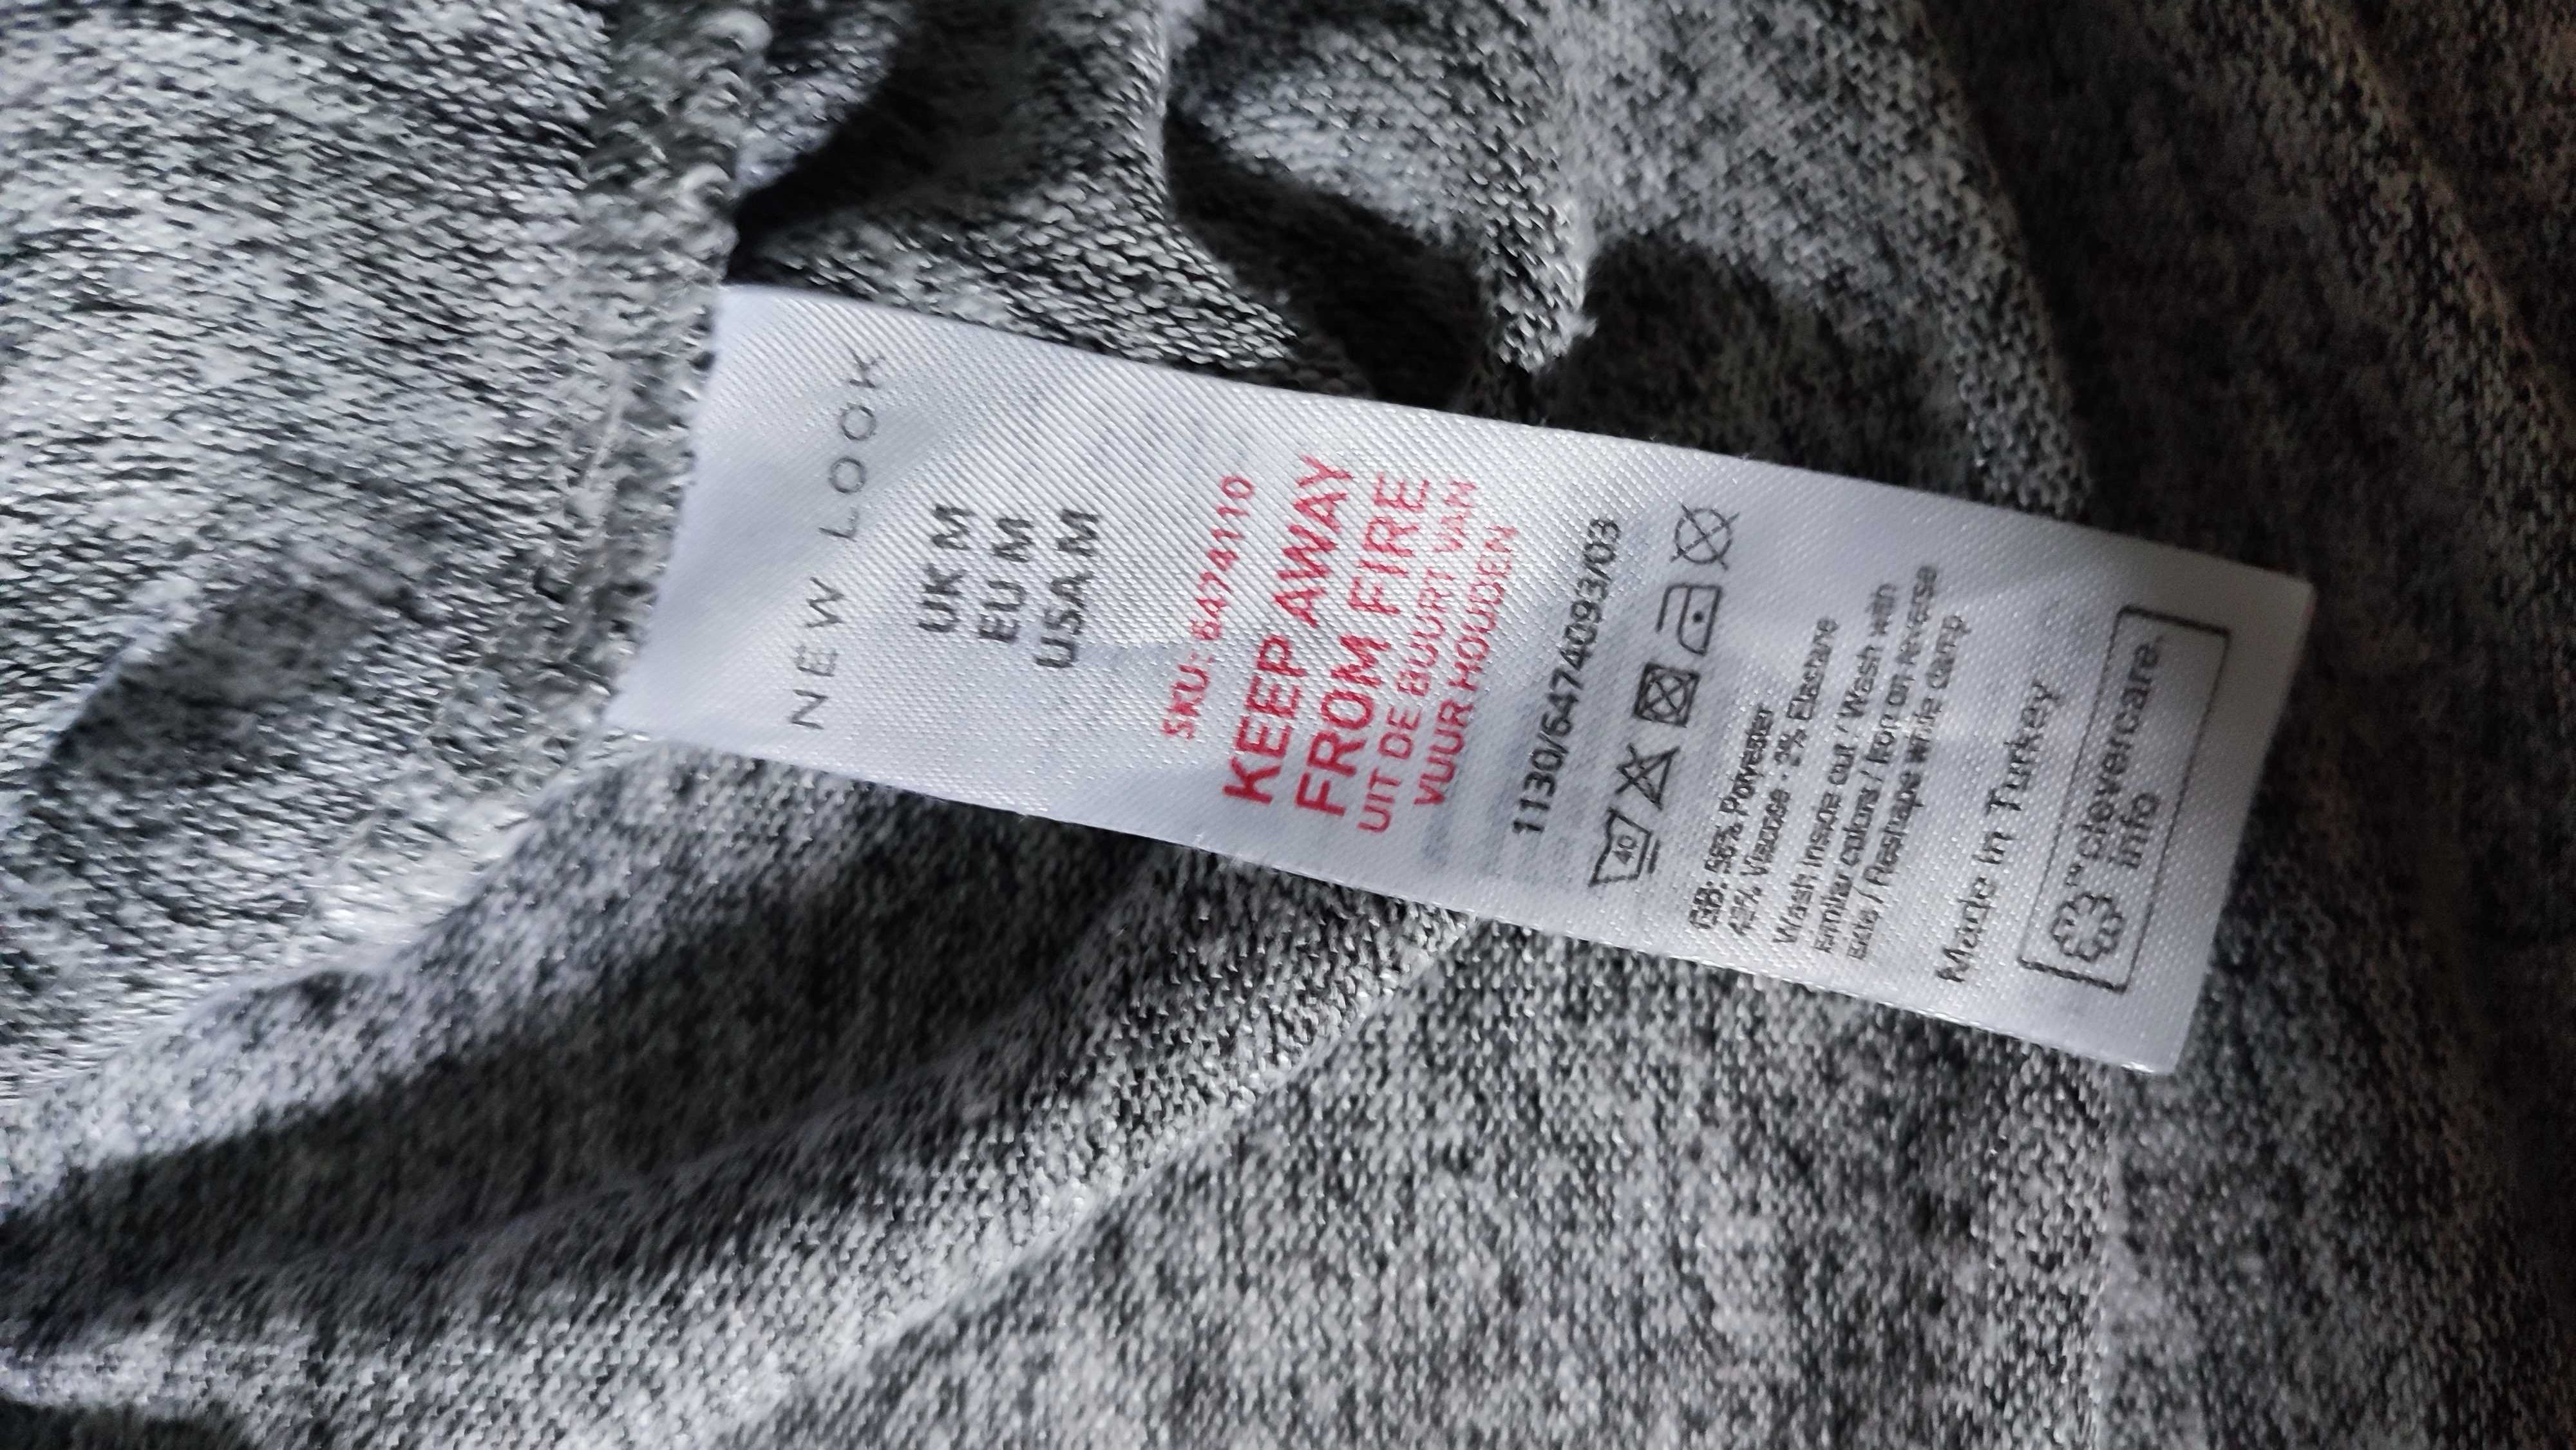 NEW LOOK
UK M
EU M
USA M
SKU: 6474110
KEEP AWAY
FROM FIRE
UIT DE BUURT VAN
VUUR HOUDEN
1130/6474093/03
40
GB: 56% Polyester
42% Viscose - 2% Elastane
Wash inside out / Wash with
similar colors / Iron on reverse
side / Reshape while damp
Made in Turkey
™ clevercare.
info